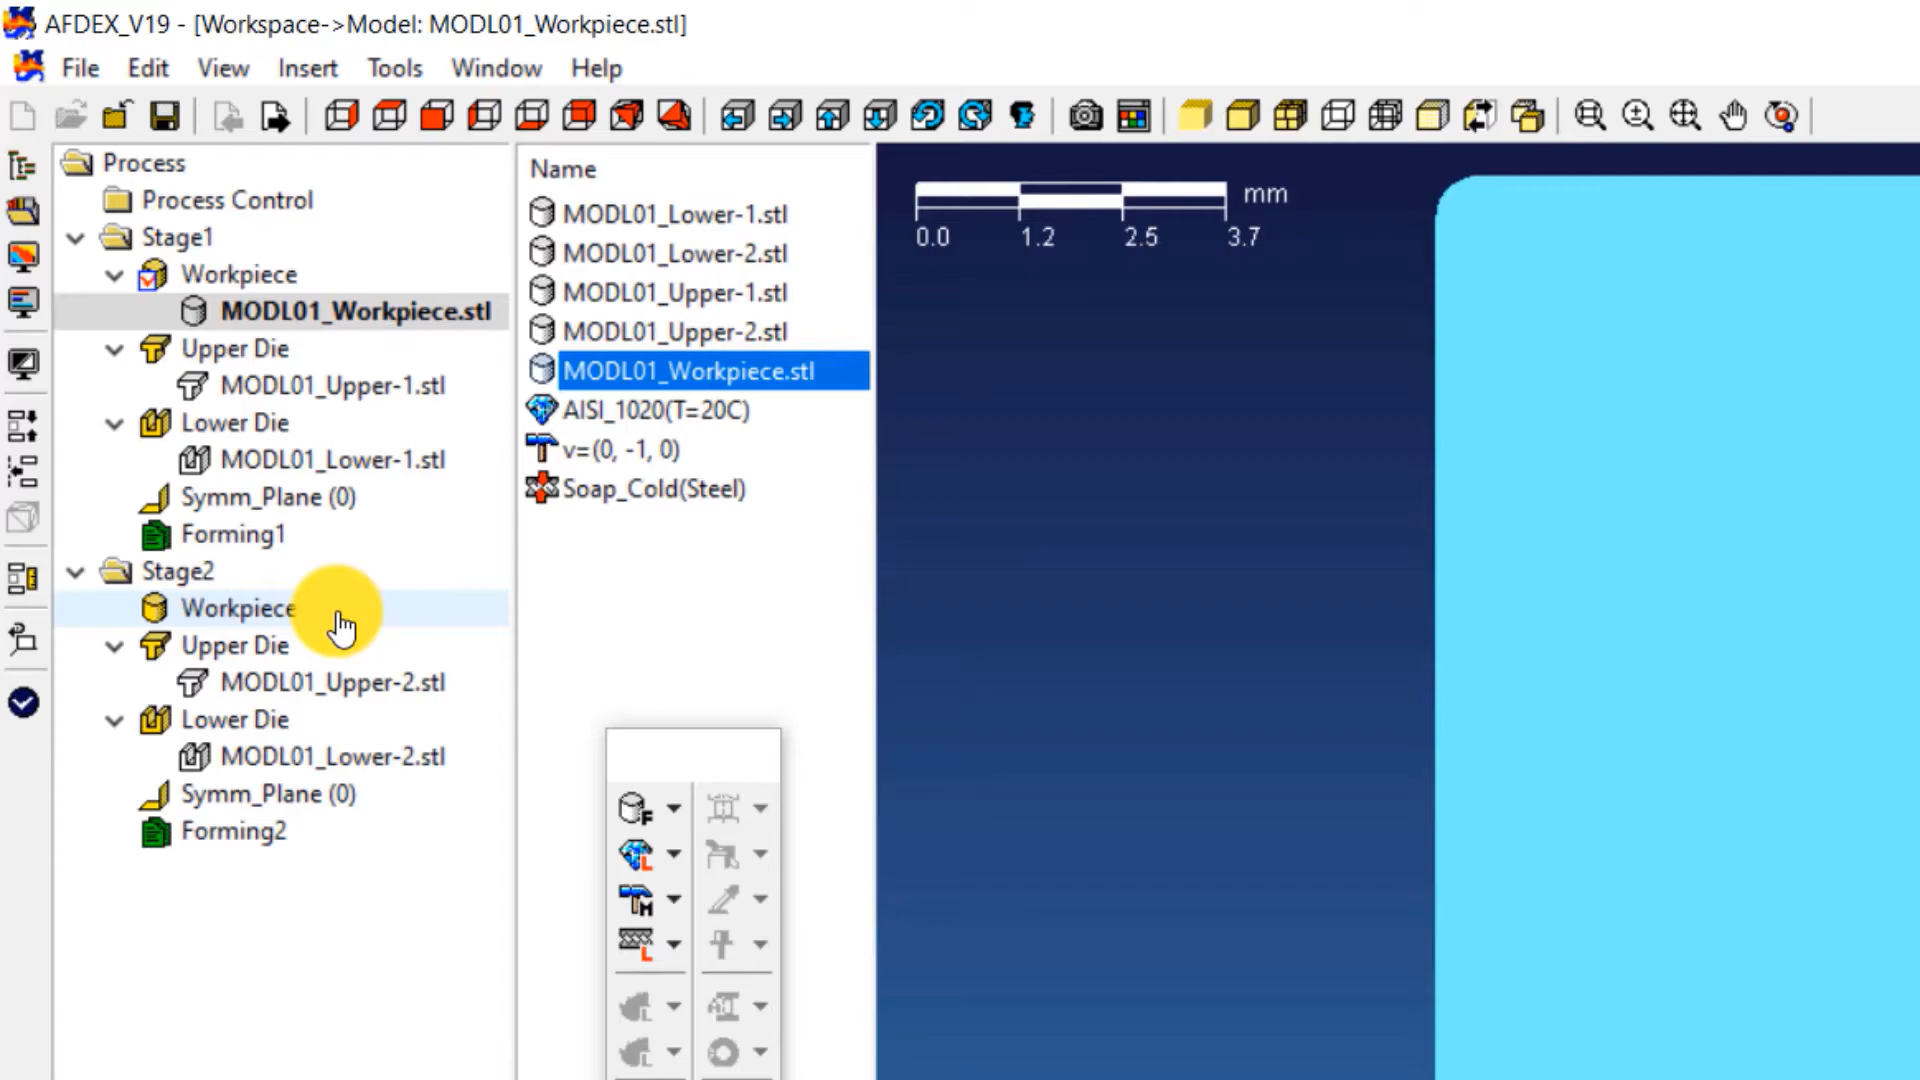 AFDEX_V19 - [Workspace->Model: MODL01_Workpiece.stl]
File Edit View Insert Tools Window Help
Process
Process Control
Stage1
Workpiece
MODL01_Workpiece.stl
Upper Die
MODL01_Upper-1.stl
Lower Die
MODL01_Lower-1.stl
Symm_Plane (0)
Forming1
Stage2
Workpiece
Upper Die
MODL01_Upper-2.stl
Lower Die
MODL01_Lower-2.stl
Symm_Plane (0)
Forming2
Name
MODL01_Lower-1.stl
MODL01_Lower-2.stl
MODL01_Upper-1.stl
MODL01_Upper-2.stl
MODL01_Workpiece.stl
AISI_1020(T=20C)
v=(0, -1, 0)
Soap_Cold(Steel)
F
L
M
L
mm
0.0 1.2 2.5 3.7